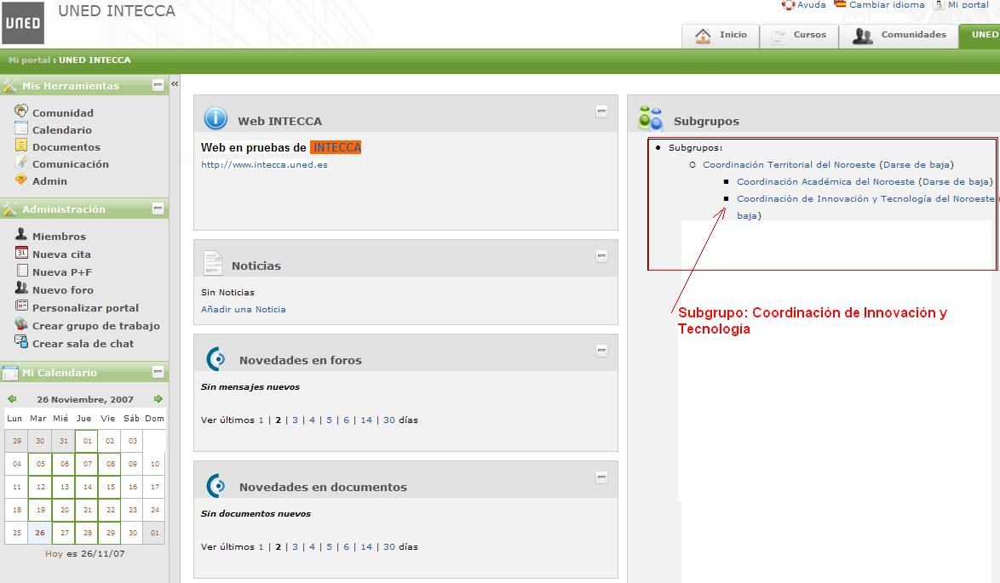 UNED
UNED INTECCA
Ayuda Cambiar idioma Mi portal
Inicio Cursos Comunidades UNED
Mi portal : UNED INTECCA
Mis Herramientas
Comunidad
Calendario
Documentos
Comunicación
Admin
Administración
Miembros
31 Nueva cita
Nueva P+F
Nuevo foro
Personalizar portal
Crear grupo de trabajo
Crear sala de chat
Mi Calendario
26 Noviembre, 2007
Lun Mar Mié Jue Vie Sáb Dom
29 30 31 01 02 03
04 05 06 07 08 09 10
11 12 13 14 15 16 17
18 19 20 21 22 23 24
25 26 27 28 29 30 01
Hoy es 26/11/07
«
Web INTECCA
Web en pruebas de INTECCA
http://www.intecca.uned.es
Noticias
Sin Noticias
Añadir una Noticia
Novedades en foros
Sin mensajes nuevos
Ver últimos 1 | 2 | 3 | 4 | 5 | 6 | 14 | 30 días
Novedades en documentos
Sin documentos nuevos
Ver últimos 1 | 2 | 3 | 4 | 5 | 6 | 14 | 30 días
Subgrupos
Subgrupos:
Coordinación Territorial del Noroeste (Darse de baja)
Coordinación Académica del Noroeste (Darse de baja)
Coordinación de Innovación y Tecnología del Noroeste
baja)
Subgrupo: Coordinación de Innovación y
Tecnología